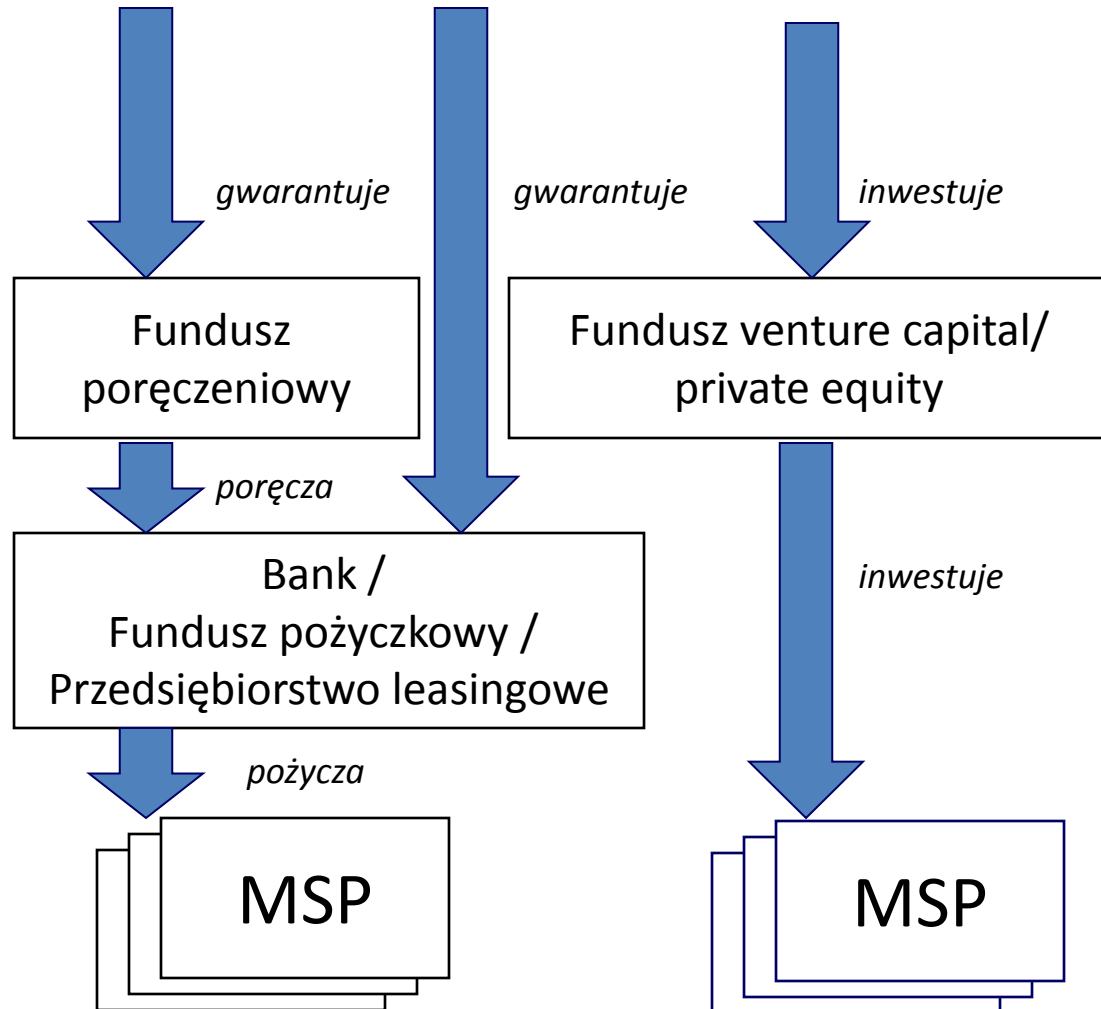 gwarantuje
gwarantuje
inwestuje
Fundusz
poręczeniowy
Fundusz venture capital/
private equity
poręcza
Bank /
Fundusz pożyczkowy /
Przedsiębiorstwo leasingowe
inwestuje
pożycza
MSP
MSP